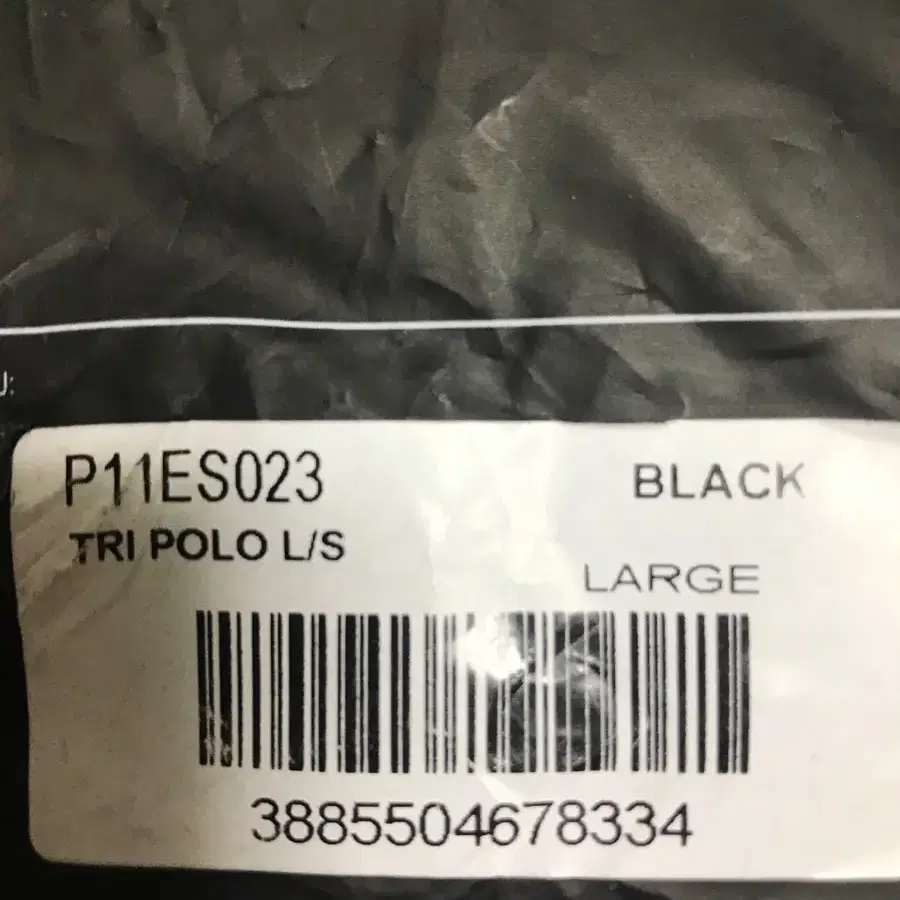 P11ES023 BLACK
TRI POLO L/S
LARGE
3885504678334